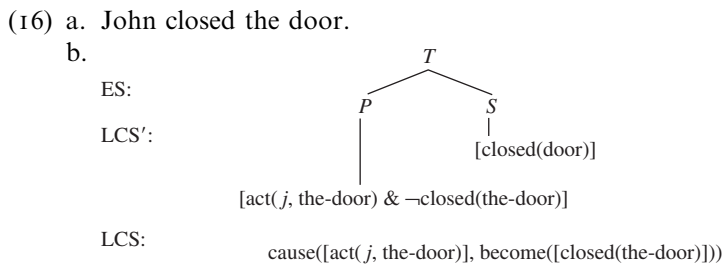 (16) a. John closed the door.
b.
T
ES:
P S
LCS′:
[closed(door)]
[act(j, the-door) & ¬closed(the-door)]
LCS:
cause([act(j, the-door)], become([closed(the-door)]))